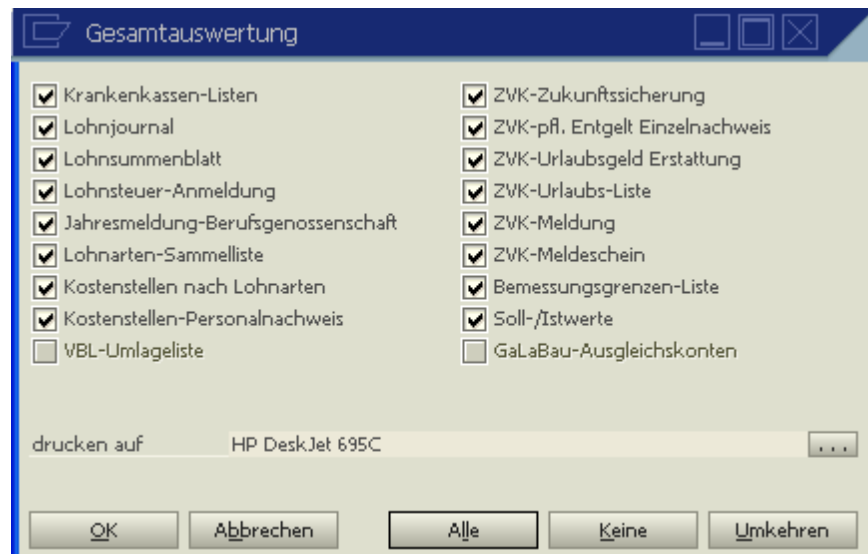 Gesamtauswertung
Krankenkassen-Listen
Lohnjournal
Lohnsummenblatt
Lohnsteuer-Anmeldung
Jahresmeldung-Berufsgenossenschaft
Lohnarten-Sammelliste
Kostenstellen nach Lohnarten
Kostenstellen-Personalnachweis
VBL-Umlageliste
ZVK-Zukunftssicherung
ZVK-pfl. Entgelt Einzelnachweis
ZVK-Urlaubsgeld Erstattung
ZVK-Urlaubs-Liste
ZVK-Meldung
ZVK-Meldeschein
Bemessungsgrenzen-Liste
Soll-/Istwerte
GaLaBau-Ausgleichskonten
drucken auf HP DeskJet 695C ...
OK Abbrechen Alle Keine Umkehren